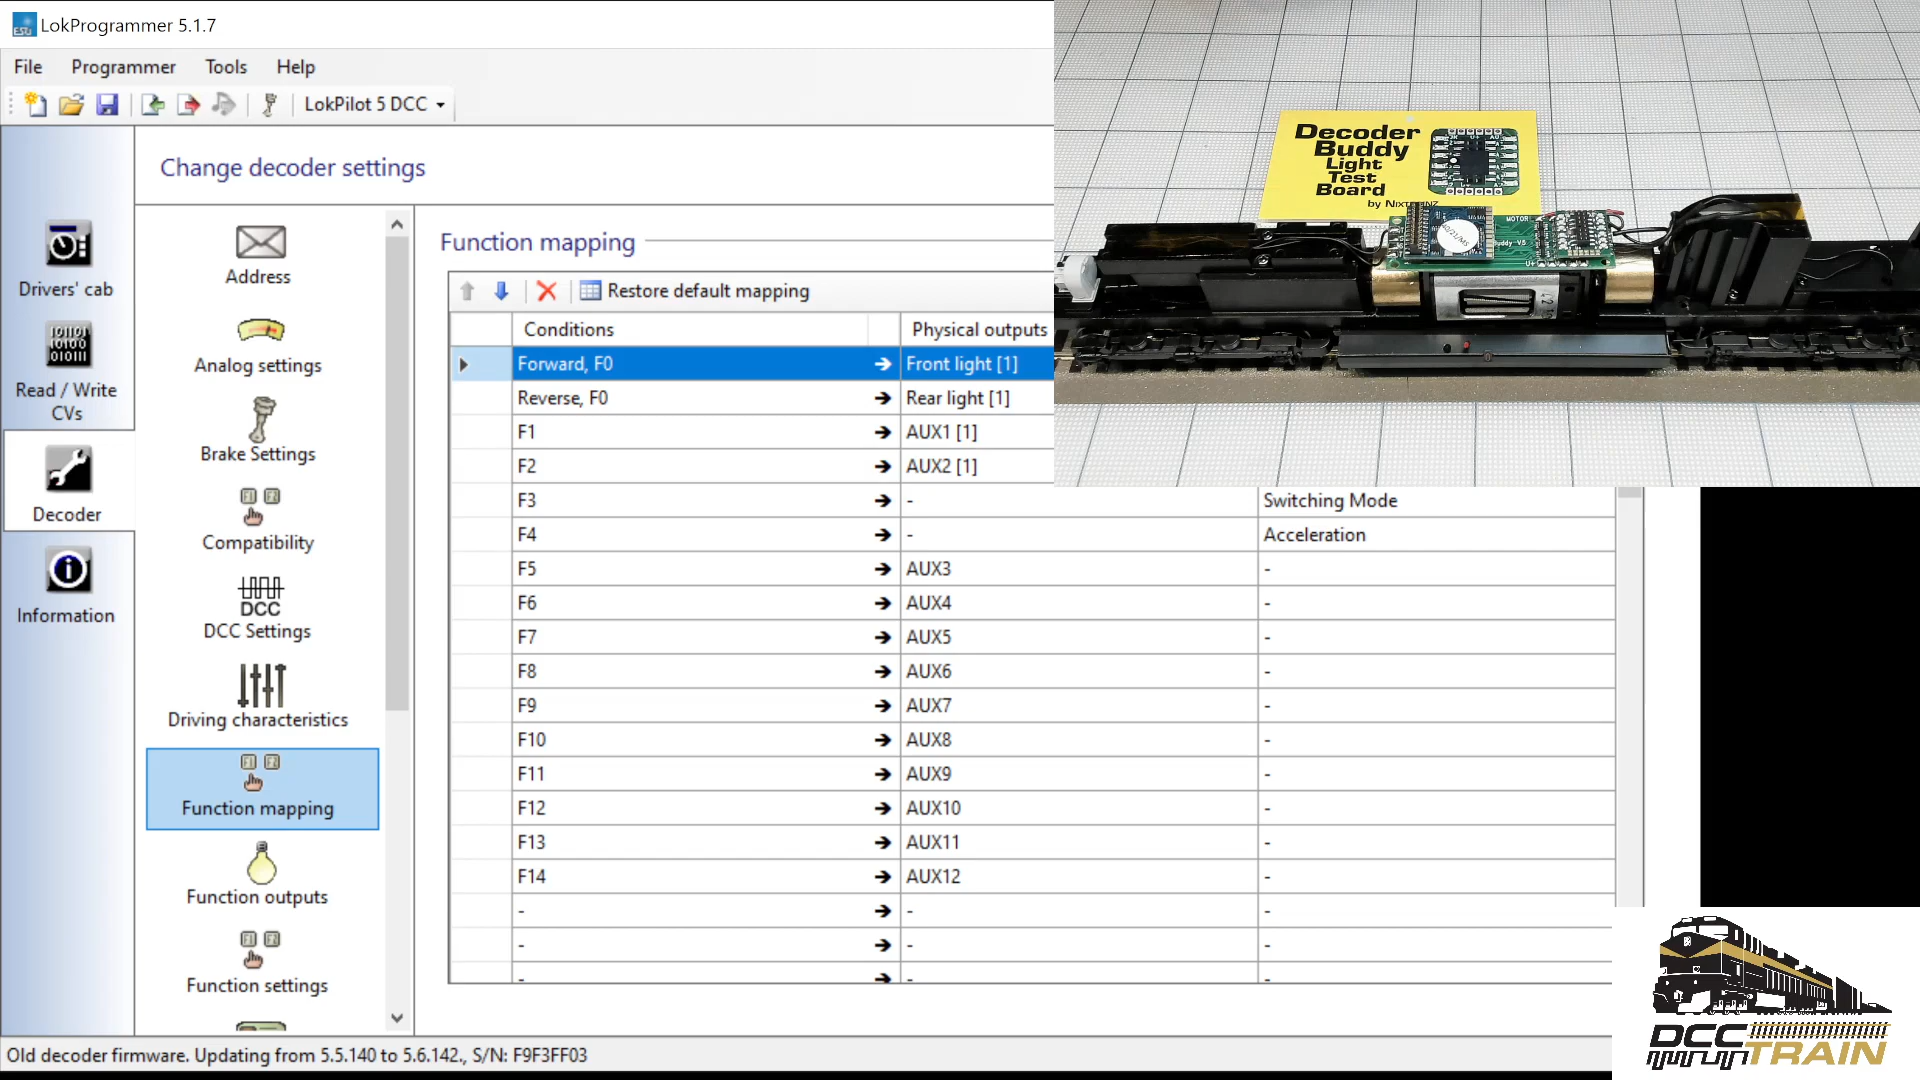 LokProgrammer 5.1.7
File Programmer Tools Help
LokPilot 5 DCC
Change decoder settings
Drivers' cab
Read / Write
CVs
Decoder
Information
Address
Analog settings
Brake Settings
Compatibility
DCC
DCC Settings
Driving characteristics
F1 F2
Function mapping
Function outputs
Function settings
Function mapping
Restore default mapping
Conditions Physical outputs
Forward, F0 Front light [1]
Reverse, F0 Rear light [1]
F1 AUX1 [1]
F2 AUX2 [1]
F3 - Switching Mode
F4 - Acceleration
F5 AUX3 -
F6 AUX4 -
F7 AUX5 -
F8 AUX6 -
F9 AUX7 -
F10 AUX8 -
F11 AUX9 -
F12 AUX10 -
F13 AUX11 -
F14 AUX12 -
- - -
- - -
- - -
Old decoder firmware. Updating from 5.5.140 to 5.6.142., S/N: F9F3FF03
Decoder
Buddy
Light
Test
Board
by
MOTOR
Buddy V5
U+
DCC
TRAIN